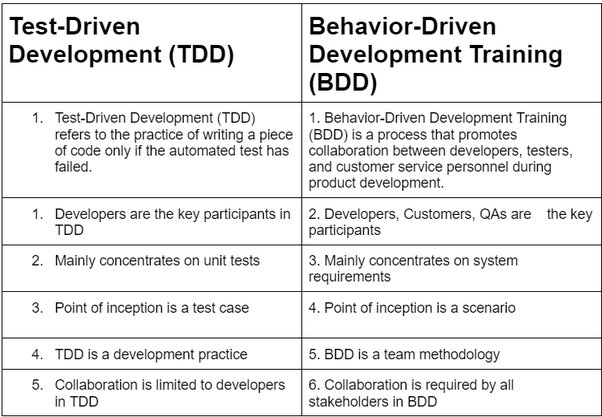 Test-Driven
Development (TDD)
Behavior-Driven
Development Training
(BDD)
1. Test-Driven Development (TDD)
refers to the practice of writing a piece
of code only if the automated test has
failed.
1. Behavior-Driven Development Training
(BDD) is a process that promotes
collaboration between developers, testers,
and customer service personnel during
product development.
1. Developers are the key participants in
TDD
2. Developers, Customers, QAs are the key
participants
2. Mainly concentrates on unit tests
3. Mainly concentrates on system
requirements
3. Point of inception is a test case
4. Point of inception is a scenario
4. TDD is a development practice
5. BDD is a team methodology
5. Collaboration is limited to developers
in TDD
6. Collaboration is required by all
stakeholders in BDD